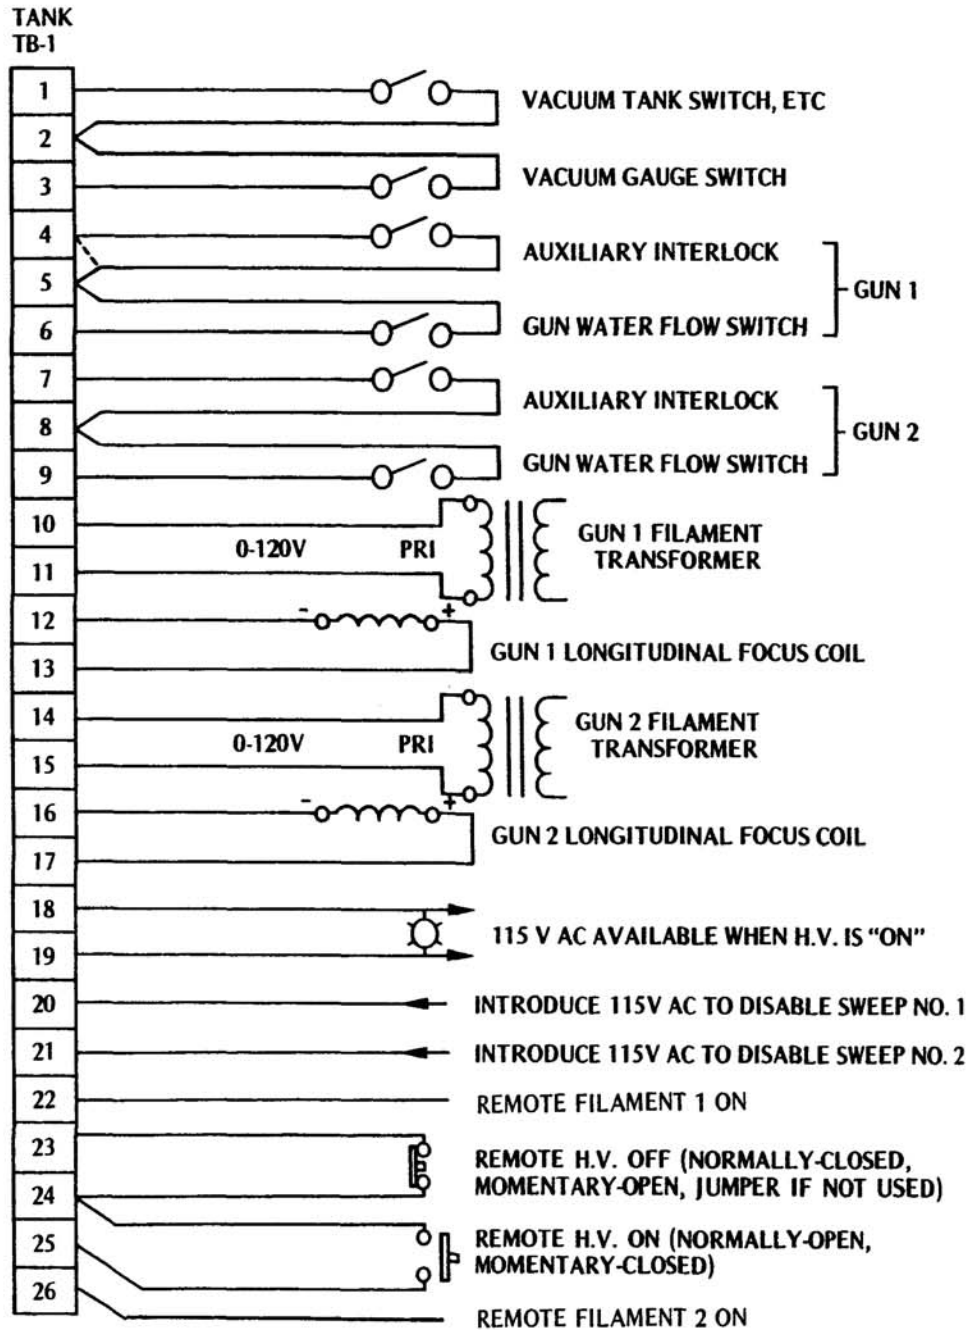 TANK
TB-1
1
VACUUM TANK SWITCH, ETC
2
3
VACUUM GAUGE SWITCH
4
AUXILIARY INTERLOCK
5
GUN 1
6
GUN WATER FLOW SWITCH
7
AUXILIARY INTERLOCK
8
GUN 2
9
GUN WATER FLOW SWITCH
10
GUN 1 FILAMENT
0-120V PRI
TRANSFORMER
11
12
- +
GUN 1 LONGITUDINAL FOCUS COIL
13
14
GUN 2 FILAMENT
0-120V PRI
TRANSFORMER
15
16
- +
GUN 2 LONGITUDINAL FOCUS COIL
17
18
115 V AC AVAILABLE WHEN H.V. IS “ON”
19
20
INTRODUCE 115V AC TO DISABLE SWEEP NO. 1
21
INTRODUCE 115V AC TO DISABLE SWEEP NO. 2
22
REMOTE FILAMENT 1 ON
23
REMOTE H.V. OFF (NORMALLY-CLOSED,
MOMENTARY-OPEN, JUMPER IF NOT USED)
24
25
REMOTE H.V. ON (NORMALLY-OPEN,
MOMENTARY-CLOSED)
26
REMOTE FILAMENT 2 ON